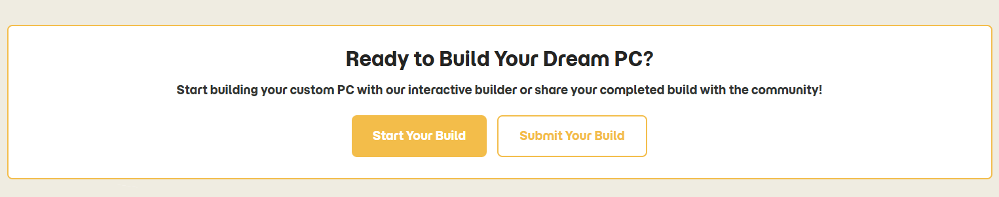 Ready to Build Your Dream PC?
Start building your custom PC with our interactive builder or share your completed build with the community!
Start Your Build
Submit Your Build